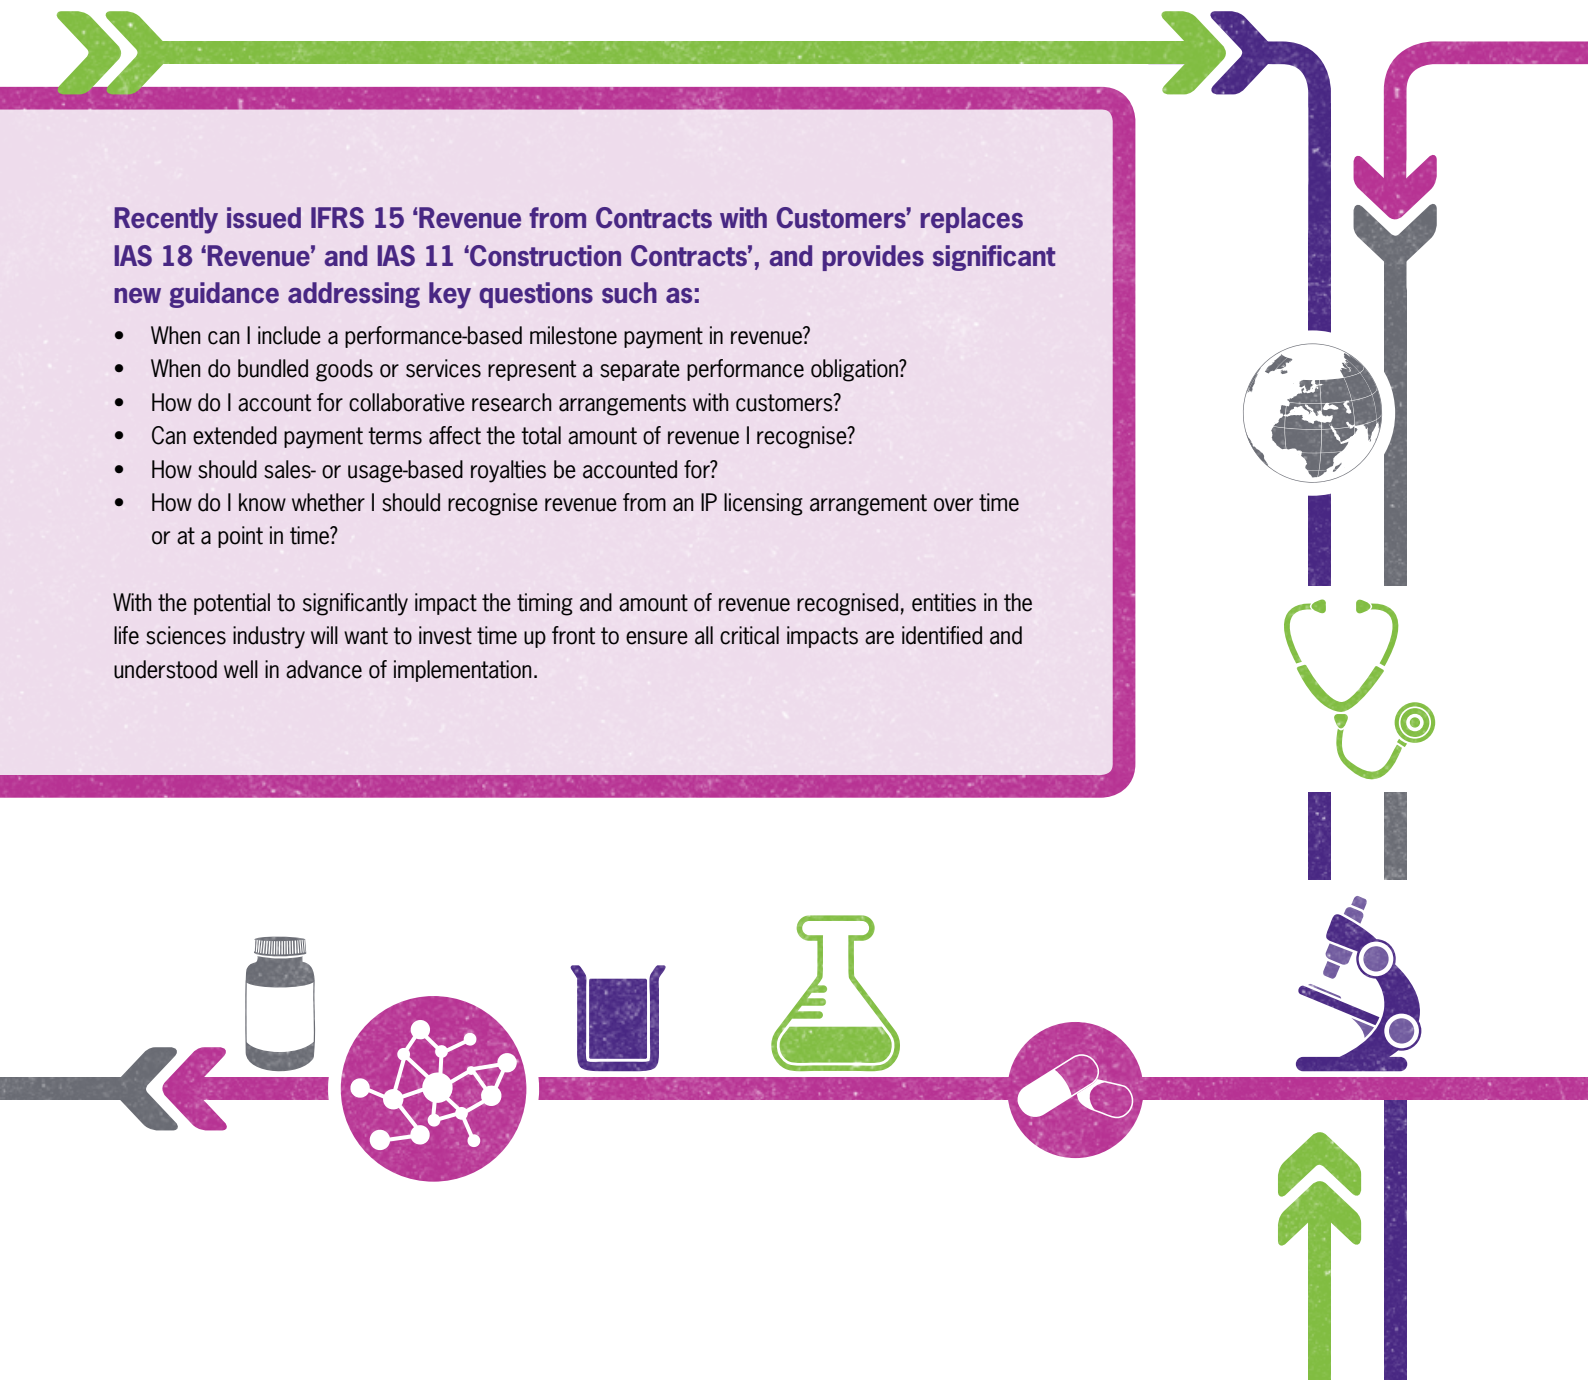 Recently issued IFRS 15 ‘Revenue from Contracts with Customers’ replaces
IAS 18 ‘Revenue’ and IAS 11 ‘Construction Contracts’, and provides significant
new guidance addressing key questions such as:
• When can I include a performance-based milestone payment in revenue?
• When do bundled goods or services represent a separate performance obligation?
• How do I account for collaborative research arrangements with customers?
• Can extended payment terms affect the total amount of revenue I recognise?
• How should sales- or usage-based royalties be accounted for?
• How do I know whether I should recognise revenue from an IP licensing arrangement over time
or at a point in time?
With the potential to significantly impact the timing and amount of revenue recognised, entities in the
life sciences industry will want to invest time up front to ensure all critical impacts are identified and
understood well in advance of implementation.